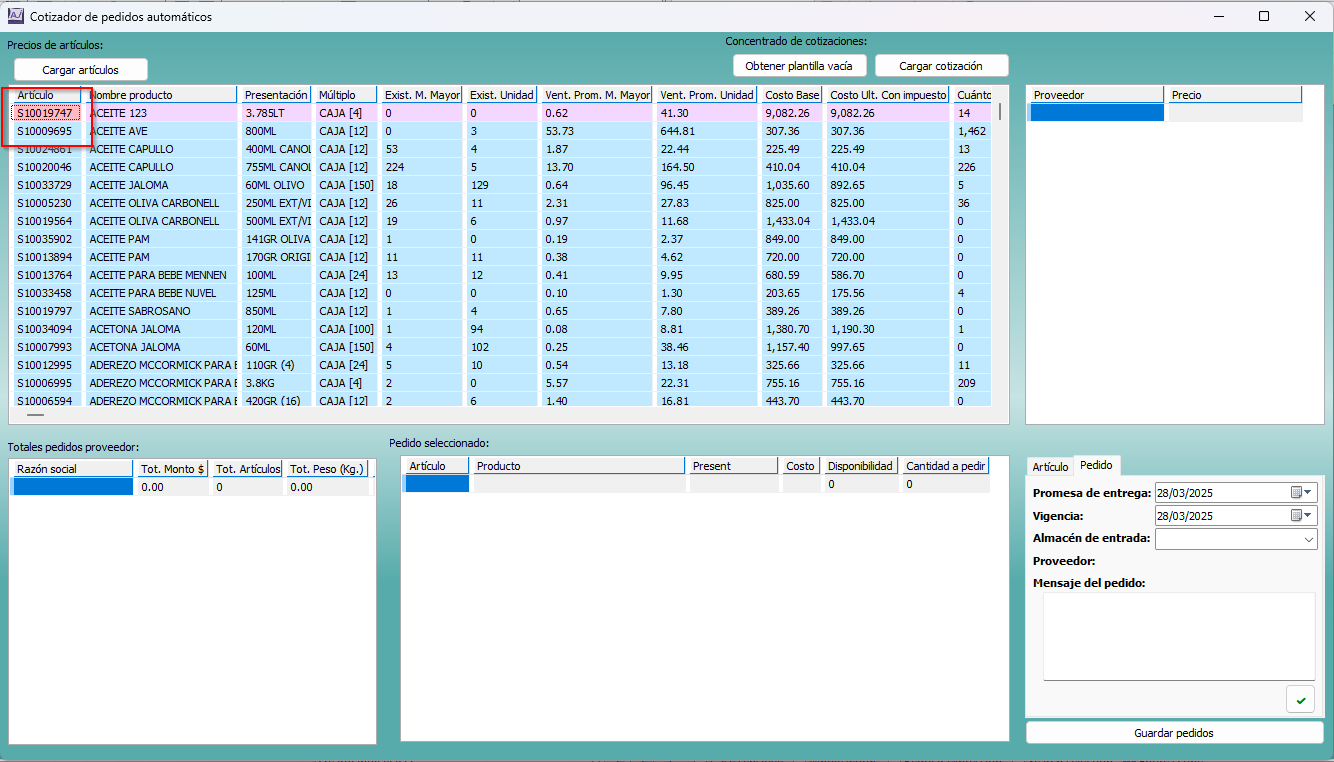 Cotizador de pedidos automáticos
Precios de artículos:
Concentrado de cotizaciones:
Cargar artículos
Obtener plantilla vacía
Cargar cotización
Artículo Nombre producto Presentación Múltiplo Exist. M. Mayor Exist. Unidad Vent. Prom. M. Mayor Vent. Prom. Unidad Costo Base Costo Ult. Con impuesto Cuánto
S10019747 ACEITE 123 3.785LT CAJA [4] 0 0 0.62 41.30 9,082.26 9,082.26 14
S10009695 ACEITE AVE 800ML CAJA [12] 0 3 53.73 644.81 307.36 307.36 1,462
S10024861 ACEITE CAPULLO 400ML CANOL CAJA [12] 53 4 1.87 22.44 225.49 225.49 13
S10020046 ACEITE CAPULLO 755ML CANOL CAJA [12] 224 5 13.70 164.50 410.04 410.04 226
S10033729 ACEITE JALOMA 60ML OLIVO CAJA [150] 18 129 0.64 96.45 1,035.60 892.65 5
S10005230 ACEITE OLIVA CARBONELL 250ML EXT/VI CAJA [12] 26 11 2.31 27.83 825.00 825.00 36
S10019564 ACEITE OLIVA CARBONELL 500ML EXT/VI CAJA [12] 19 6 0.97 11.68 1,433.04 1,433.04 0
S10035902 ACEITE PAM 141GR OLIVA CAJA [12] 1 0 0.19 2.37 849.00 849.00 0
S10013894 ACEITE PAM 170GR ORIGI CAJA [12] 11 11 0.38 4.62 720.00 720.00 0
S10013764 ACEITE PARA BEBE MENNEN 100ML CAJA [24] 13 12 0.41 9.95 680.59 586.70 0
S10033458 ACEITE PARA BEBE NUVEL 125ML CAJA [12] 0 0 0.10 1.30 203.65 175.56 4
S10019797 ACEITE SABROSANO 850ML CAJA [12] 1 4 0.65 7.80 389.26 389.26 0
S10034094 ACETONA JALOMA 120ML CAJA [100] 1 94 0.08 8.81 1,380.70 1,190.30 1
S10007993 ACETONA JALOMA 60ML CAJA [150] 4 102 0.25 38.46 1,157.40 997.65 0
S10012995 ADEREZO MCCORMICK PARA E 110GR (4) CAJA [24] 5 10 0.54 13.18 325.66 325.66 11
S10006995 ADEREZO MCCORMICK PARA E 3.8KG CAJA [4] 2 0 5.57 22.31 755.16 755.16 209
S10006594 ADEREZO MCCORMICK PARA E 420GR (16) CAJA [12] 2 6 1.40 16.81 443.70 443.70 0
Proveedor Precio
Totales pedidos proveedor:
Razón social Tot. Monto $ Tot. Artículos Tot. Peso (Kg.)
0.00 0 0.00
Pedido seleccionado:
Artículo Producto Present Costo Disponibilidad Cantidad a pedir
0 0
Artículo Pedido
Promesa de entrega: 28/03/2025
Vigencia: 28/03/2025
Almacén de entrada:
Proveedor:
Mensaje del pedido:
Guardar pedidos